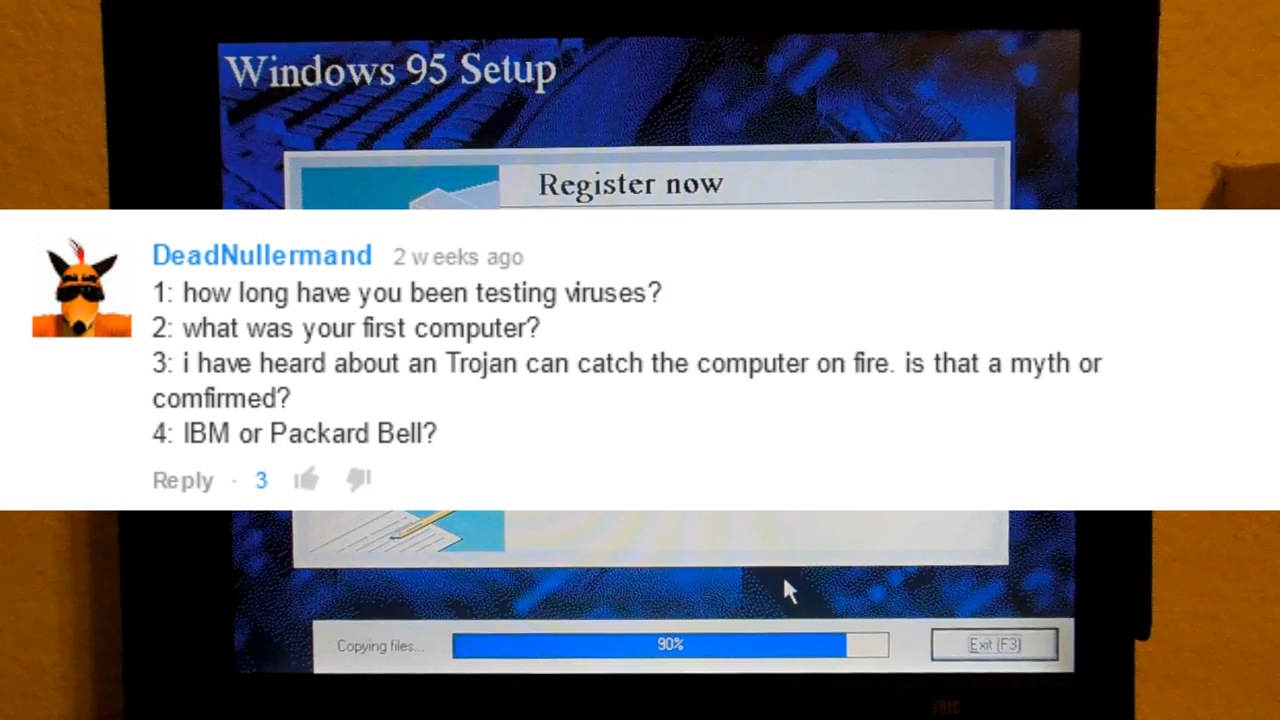 Windows 95 Setup
Register now
DeadNullermand 2 weeks ago
1: how long have you been testing viruses?
2: what was your first computer?
3: i have heard about an Trojan can catch the computer on fire. is that a myth or
comfirmed?
4: IBM or Packard Bell?
Reply · 3
Copying files... 90% Exit (F3)